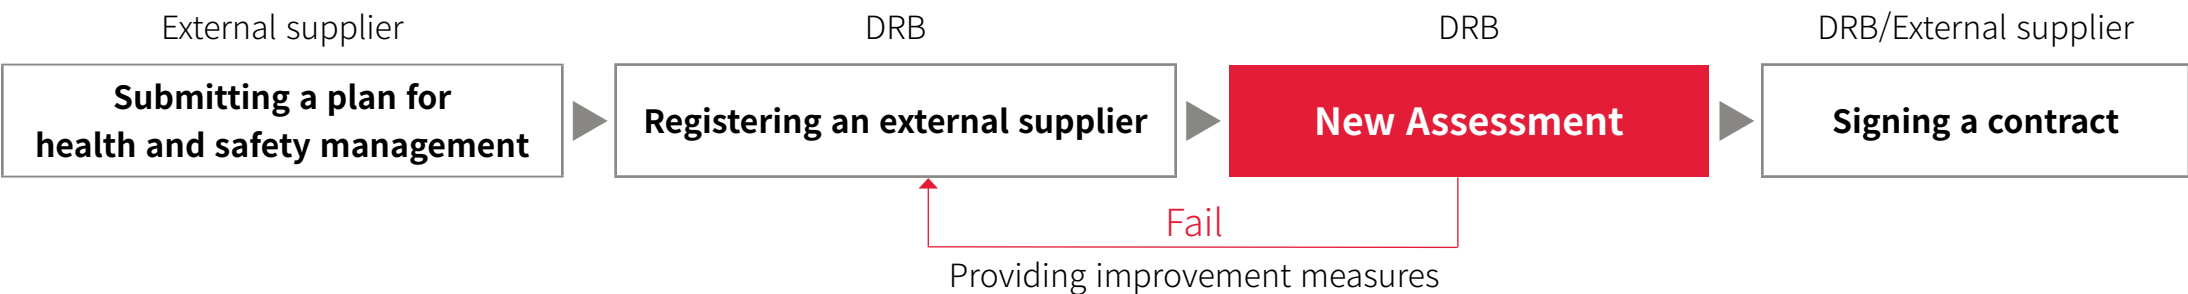 External supplier
DRB
DRB
DRB/External supplier
Submitting a plan for
health and safety management
Registering an external supplier
New Assessment
Signing a contract
Fail
Providing improvement measures